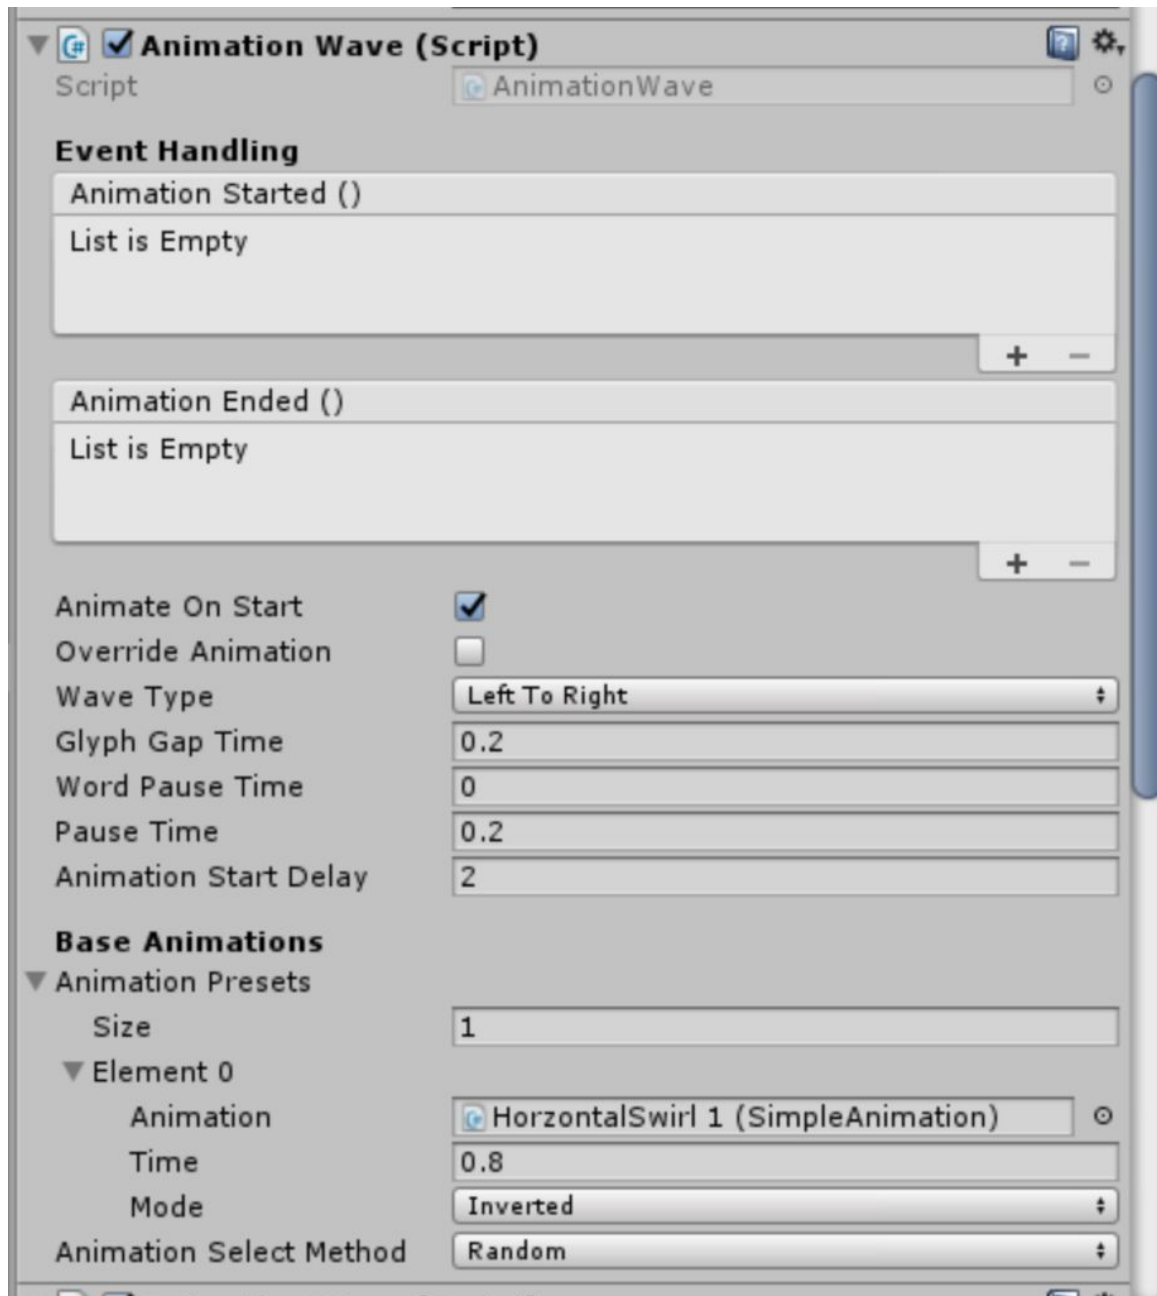 Animation Wave (Script)
Script AnimationWave
Event Handling
Animation Started ()
List is Empty
+ −
Animation Ended ()
List is Empty
+ −
Animate On Start
Override Animation
Wave Type Left To Right
Glyph Gap Time 0.2
Word Pause Time 0
Pause Time 0.2
Animation Start Delay 2
Base Animations
Animation Presets
Size 1
Element 0
Animation HorzontalSwirl 1 (SimpleAnimation)
Time 0.8
Mode Inverted
Animation Select Method Random